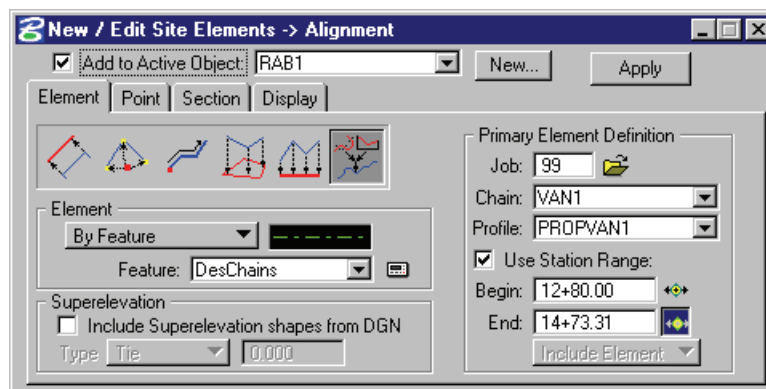 New / Edit Site Elements -> Alignment
Add to Active Object: RAB1 New... Apply
Element Point Section Display
Primary Element Definition
Job: 99
Chain: VAN1
Profile: PROPVAN1
Use Station Range:
Begin: 12+80.00
End: 14+73.31
Include Element
Element
By Feature
Feature: DesChains
Superelevation
Include Superelevation shapes from DGN
Type Tie 0.000